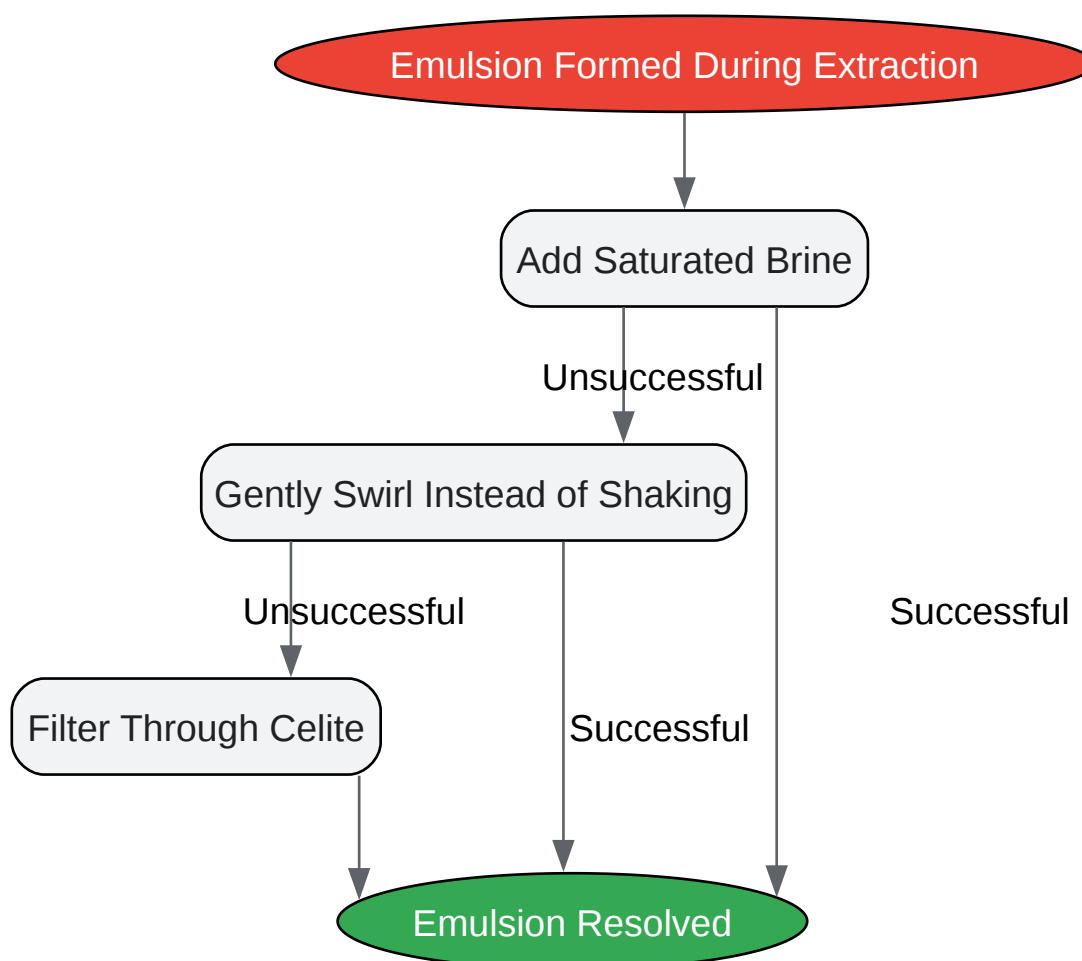 Emulsion Formed During Extraction
Add Saturated Brine
Unsuccessful
Gently Swirl Instead of Shaking
Unsuccessful
Successful
Filter Through Celite
Successful
Emulsion Resolved